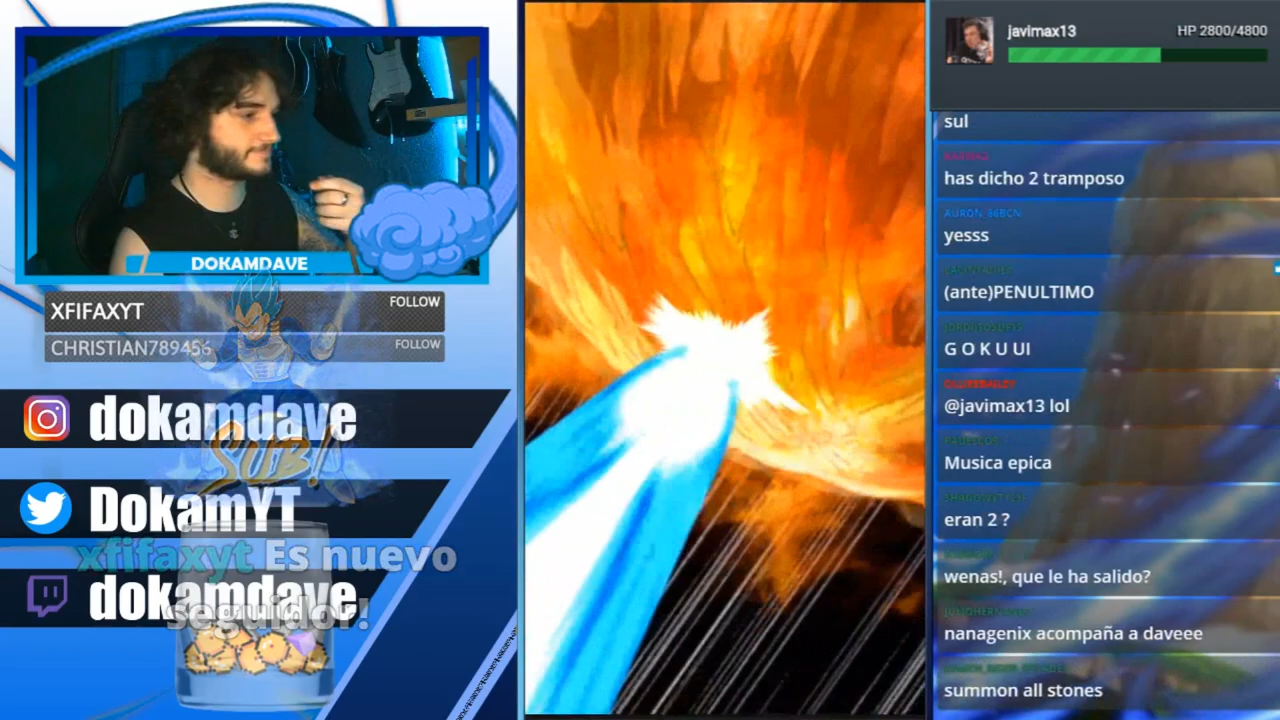 DOKAMDAVE
XFIFAXYT FOLLOW
CHRISTIAN789456 FOLLOW
dokamdave
SUB!
DokamYT
xfifaxyt Es nuevo
seguidor!
dokamdave
javimax13 HP 2800/4800
sul
has dicho 2 tramposo
AURON_86BCN
yesss
(ante)PENULTIMO
G O K U UI
@javimax13 lol
Musica epica
eran 2 ?
wenas!, que le ha salido?
nanagenix acompaña a daveee
summon all stones